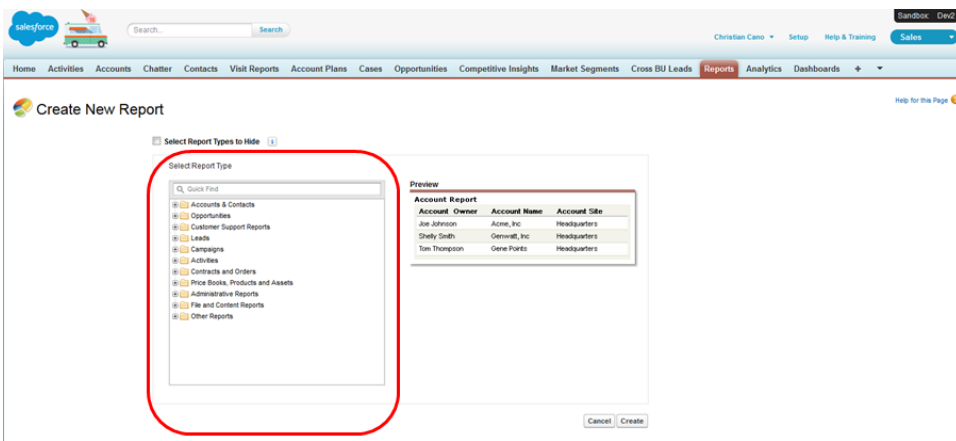 Sandbox: Dev2
salesforce
Search...
Search
Christian Cano Setup Help & Training Sales
Home Activities Accounts Chatter Contacts Visit Reports Account Plans Cases Opportunities Competitive Insights Market Segments Cross BU Leads Reports Analytics Dashboards +
Create New Report
Help for this Page
Select Report Types to Hide
Select Report Type
Quick Find
Accounts & Contacts
Opportunities
Customer Support Reports
Leads
Campaigns
Activities
Contracts and Orders
Price Books, Products and Assets
Administrative Reports
File and Content Reports
Other Reports
Preview
Account Report
Account Owner Account Name Account Site
Joe Johnson Acme, Inc Headquarters
Shelly Smith Genwatt, Inc Headquarters
Tom Thompson Gene Points Headquarters
Cancel Create